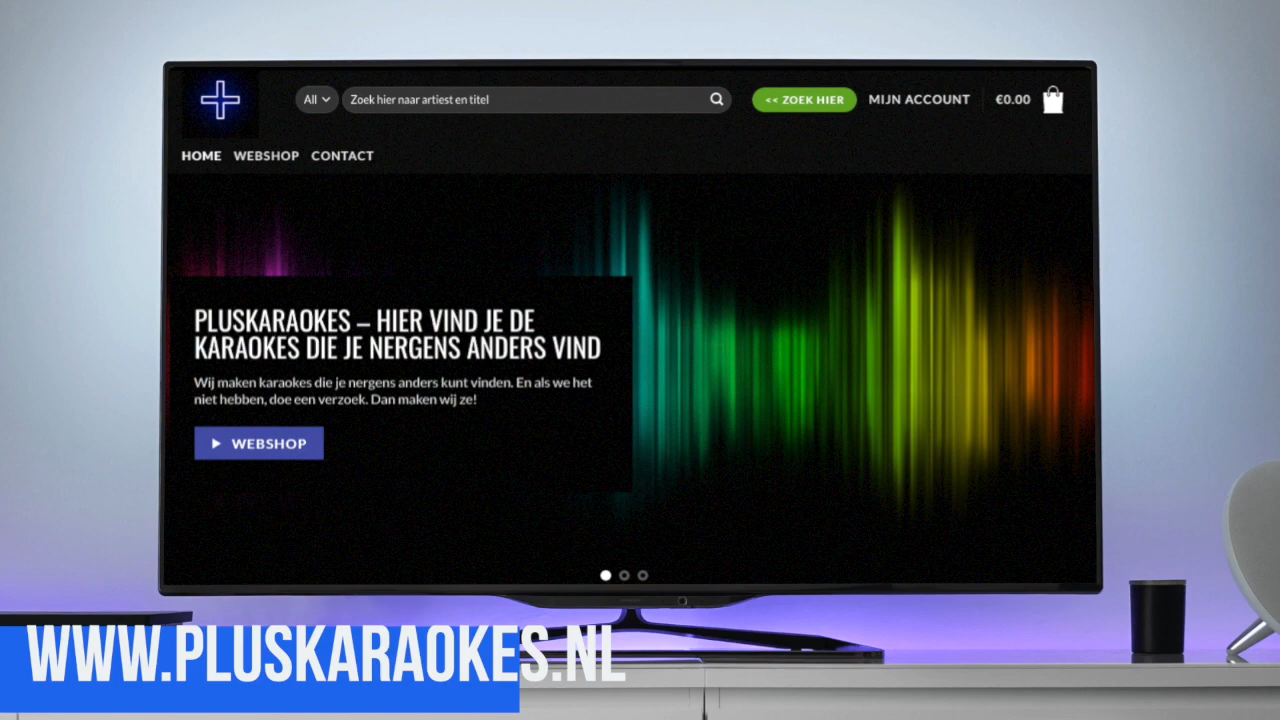 All
Zoek hier naar artiest en titel
<< ZOEK HIER
MIJN ACCOUNT
€0.00
HOME
WEBSHOP
CONTACT
PLUSKARAOKES – HIER VIND JE DE
KARAOKES DIE JE NERGENS ANDERS VIND
Wij maken karaokes die je nergens anders kunt vinden. En als we het
niet hebben, doe een verzoek. Dan maken wij ze!
WEBSHOP
WWW.PLUSKARAOKES.NL